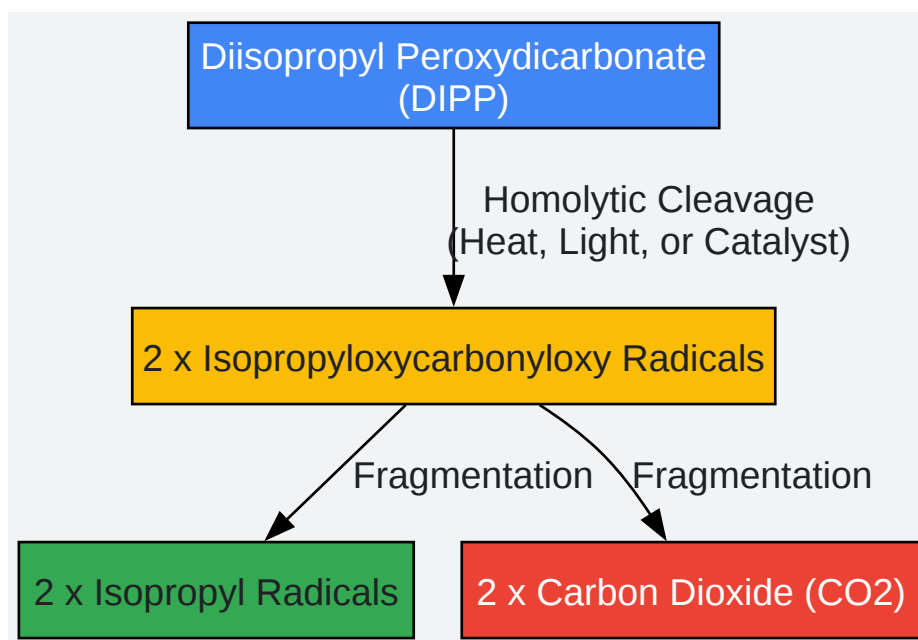 Diisopropyl Peroxydicarbonate
(DIPP)
Homolytic Cleavage
(Heat, Light, or Catalyst)
2 x Isopropyloxycarbonyloxy Radicals
Fragmentation
Fragmentation
2 x Isopropyl Radicals
2 x Carbon Dioxide (CO2)